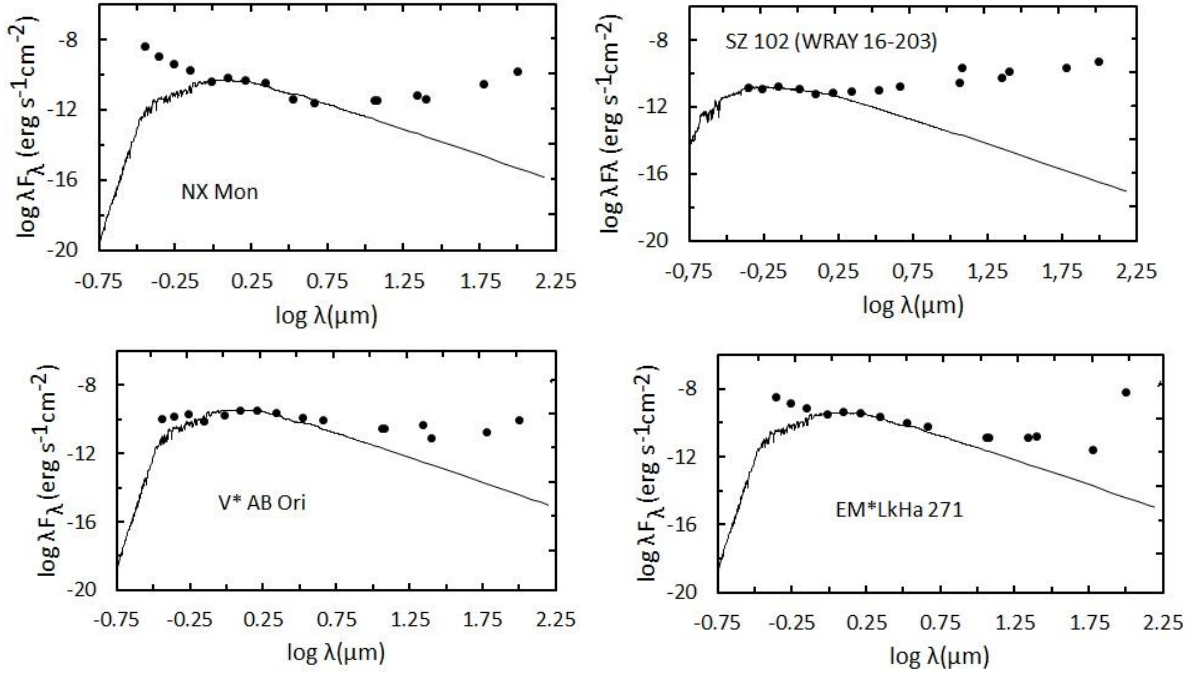 log λF_λ (erg s⁻¹cm⁻²)
-8
-12
-16
-20
NX Mon
-0.75 -0.25 0.25 0.75 1.25 1.75 2.25
log λ(μm)
log λFλ (erg s⁻¹cm⁻²)
-8
-11
-14
-17
-20
SZ 102 (WRAY 16-203)
-0,75 -0,25 0,25 0,75 1,25 1,75 2,25
log λ(μm)
log λF_λ (erg s⁻¹cm⁻²)
-8
-12
-16
-20
V* AB Ori
-0.75 -0.25 0.25 0.75 1.25 1.75 2.25
log λ(μm)
log λF_λ (erg s⁻¹cm⁻²)
-8
-12
-16
-20
EM*LkHa 271
-0.75 -0.25 0.25 0.75 1.25 1.75 2.25
log λ(μm)